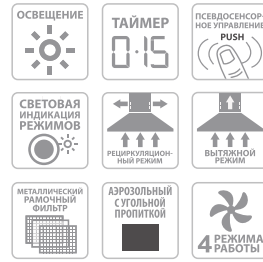 ОСВЕЩЕНИЕ
ТАЙМЕР
0:15
ПСЕВДОСЕНСОР-
НОЕ УПРАВЛЕНИЕ
PUSH
СВЕТОВАЯ
ИНДИКАЦИЯ
РЕЖИМОВ
РЕЦИРКУЛЯЦИОН-
НЫЙ РЕЖИМ
ВЫТЯЖНОЙ
РЕЖИМ
МЕТАЛЛИЧЕСКИЙ
РАМОЧНЫЙ
ФИЛЬТР
АЭРОЗОЛЬНЫЙ
С УГОЛЬНОЙ
ПРОПИТКОЙ
4 РЕЖИМА
РАБОТЫ